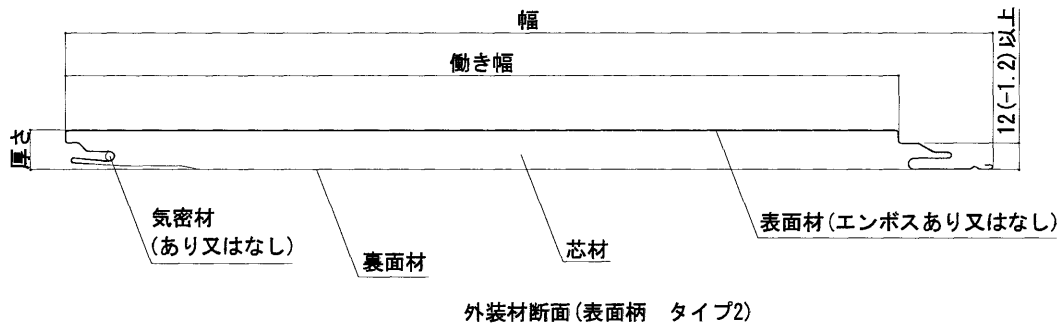 幅
働き幅
12(-1.2)以上
厚さ
気密材
(あり又はなし)
裏面材
芯材
表面材(エンボスあり又はなし)
外装材断面(表面柄　タイプ2)